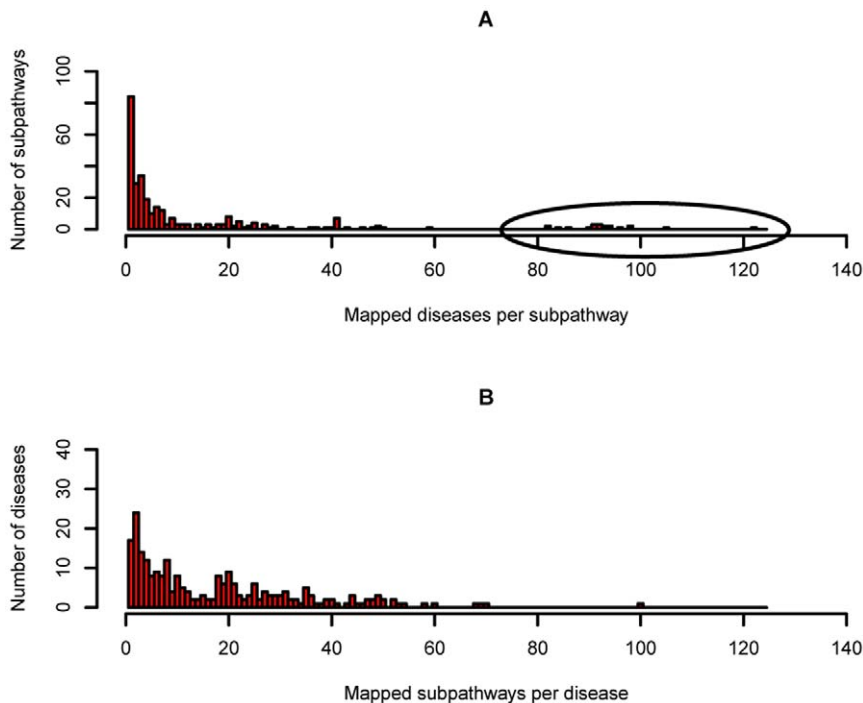 A
Number of subpathways
100
60
20
0
0 20 40 60 80 100 120 140
Mapped diseases per subpathway
B
Number of diseases
40
30
20
10
0
0 20 40 60 80 100 120 140
Mapped subpathways per disease